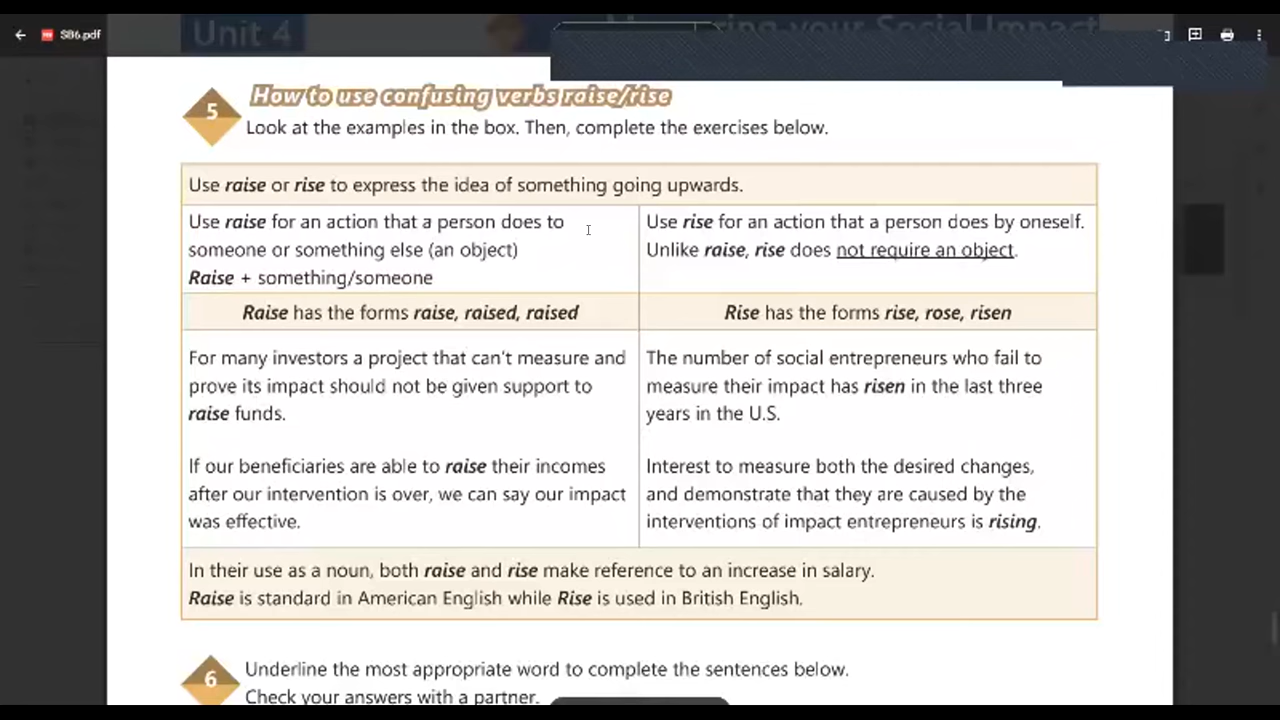 SB6.pdf
Unit 4
your Social Impact
5
How to use confusing verbs raise/rise
Look at the examples in the box. Then, complete the exercises below.
Use raise or rise to express the idea of something going upwards.
Use raise for an action that a person does to
someone or something else (an object)
Raise + something/someone
Use rise for an action that a person does by oneself.
Unlike raise, rise does not require an object.
Raise has the forms raise, raised, raised
Rise has the forms rise, rose, risen
For many investors a project that can't measure and
prove its impact should not be given support to
raise funds.
The number of social entrepreneurs who fail to
measure their impact has risen in the last three
years in the U.S.
If our beneficiaries are able to raise their incomes
after our intervention is over, we can say our impact
was effective.
Interest to measure both the desired changes,
and demonstrate that they are caused by the
interventions of impact entrepreneurs is rising.
In their use as a noun, both raise and rise make reference to an increase in salary.
Raise is standard in American English while Rise is used in British English.
6
Underline the most appropriate word to complete the sentences below.
Check your answers with a partner.